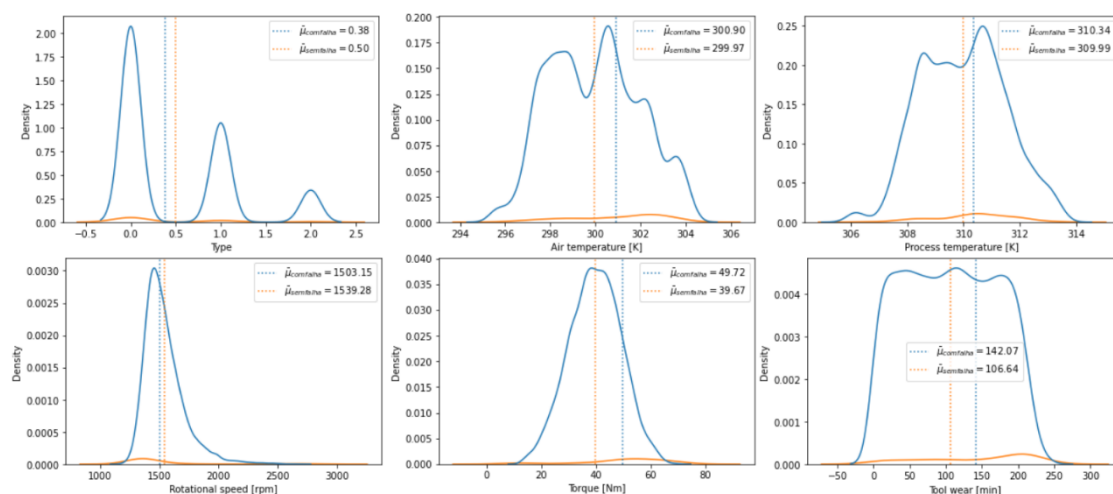 2.00
1.75
1.50
1.25
1.00
0.75
0.50
0.25
0.00
Density
μ̂comfalha = 0.38
μ̂semfalha = 0.50
−0.5 0.0 0.5 1.0 1.5 2.0 2.5
Type
0.200
0.175
0.150
0.125
0.100
0.075
0.050
0.025
0.000
Density
μ̂comfalha = 300.90
μ̂semfalha = 299.97
294 296 298 300 302 304 306
Air temperature [K]
0.25
0.20
0.15
0.10
0.05
0.00
Density
μ̂comfalha = 310.34
μ̂semfalha = 309.99
306 308 310 312 314
Process temperature [K]
0.0030
0.0025
0.0020
0.0015
0.0010
0.0005
0.0000
Density
μ̂comfalha = 1503.15
μ̂semfalha = 1539.28
1000 1500 2000 2500 3000
Rotational speed [rpm]
0.040
0.035
0.030
0.025
0.020
0.015
0.010
0.005
0.000
Density
μ̂comfalha = 49.72
μ̂semfalha = 39.67
0 20 40 60 80
Torque [Nm]
0.004
0.003
0.002
0.001
0.000
Density
μ̂comfalha = 142.07
μ̂semfalha = 106.64
−50 0 50 100 150 200 250 300
Tool wear [min]